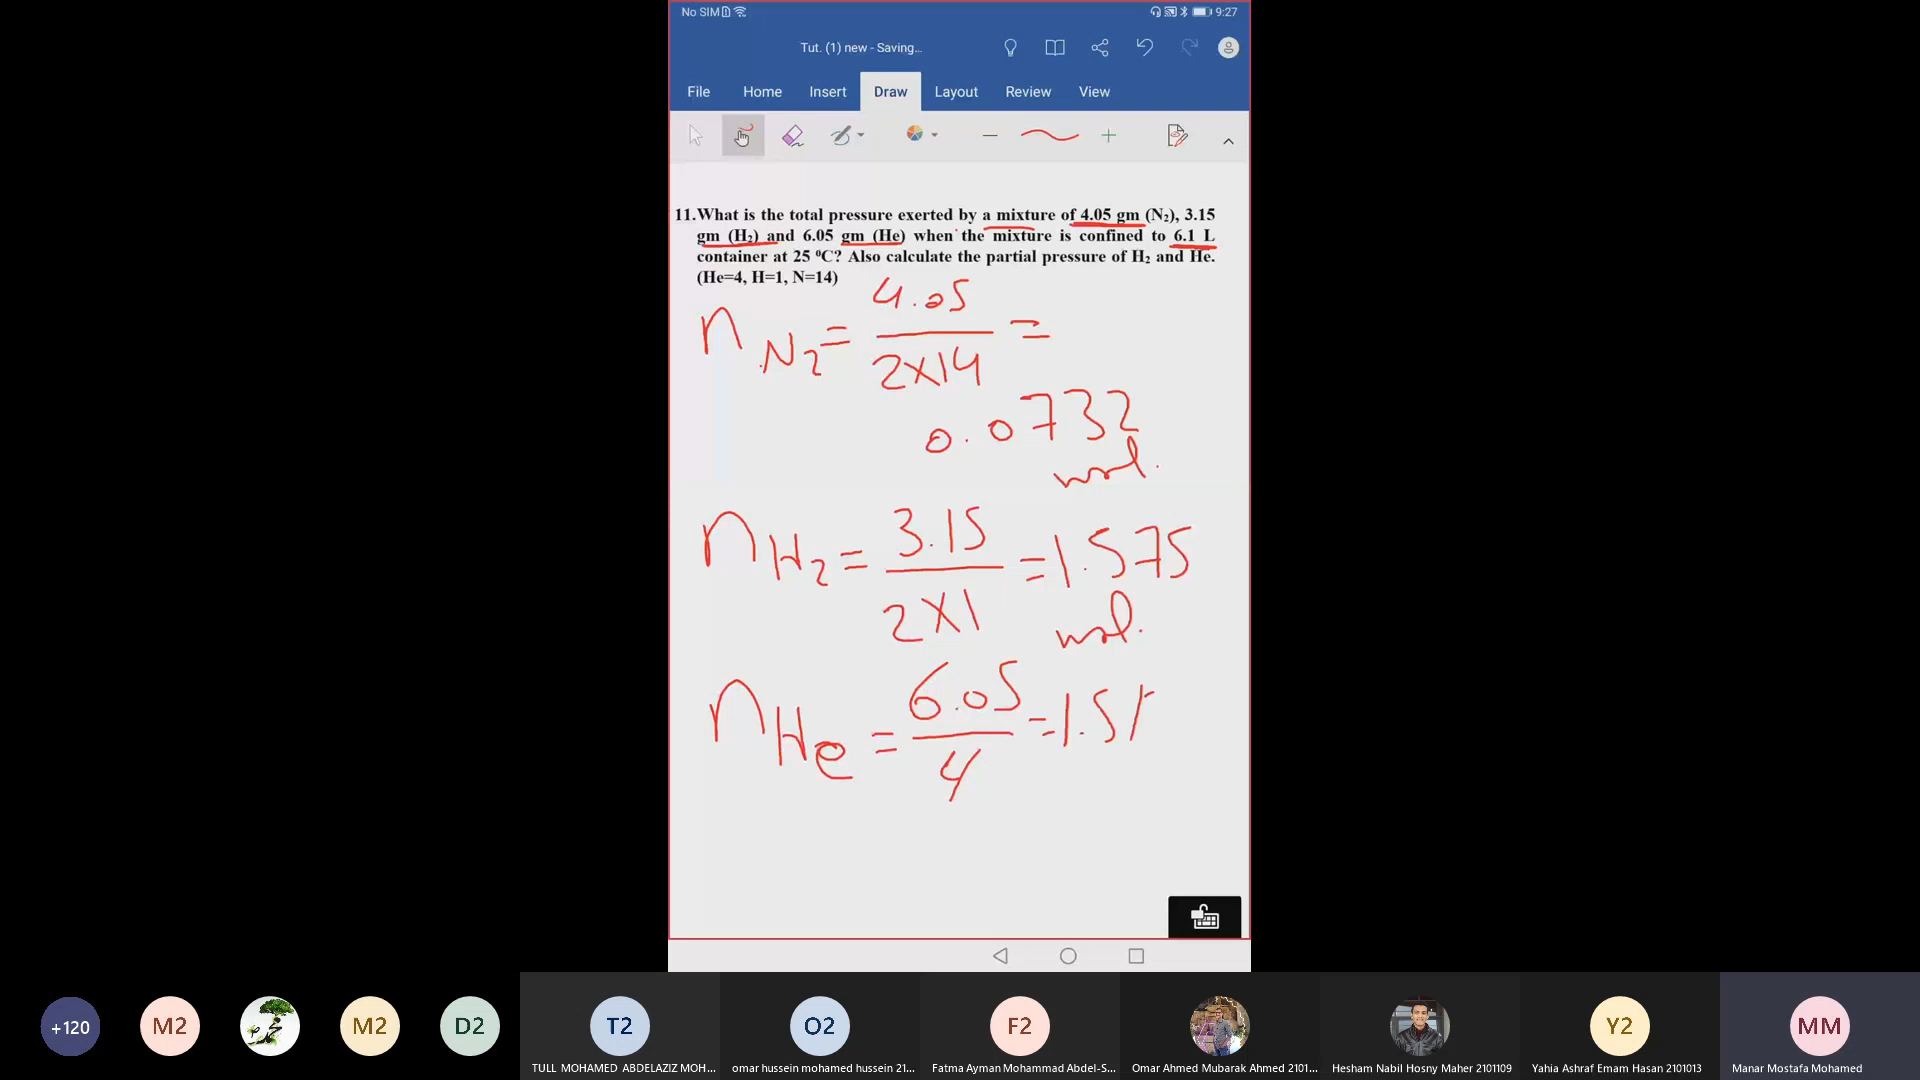 No SIM 9:27
Tut. (1) new - Saving...
File Home Insert Draw Layout Review View
11.What is the total pressure exerted by a mixture of 4.05 gm (N₂), 3.15
gm (H₂) and 6.05 gm (He) when the mixture is confined to 6.1 L
container at 25 ⁰C? Also calculate the partial pressure of H₂ and He.
(He=4, H=1, N=14)
n N₂ = 4.05 / 2×14 =
0.0732
mol.
n H₂ = 3.15 / 2×1 = 1.575
mol.
n He = 6.05 / 4 = 1.51
+120 M2 M2 D2 T2 O2 F2 Y2 MM
TULL MOHAMED ABDELAZIZ MOH... omar hussein mohamed hussein 21... Fatma Ayman Mohammad Abdel-S... Omar Ahmed Mubarak Ahmed 2101... Hesham Nabil Hosny Maher 2101109 Yahia Ashraf Emam Hasan 2101013 Manar Mostafa Mohamed